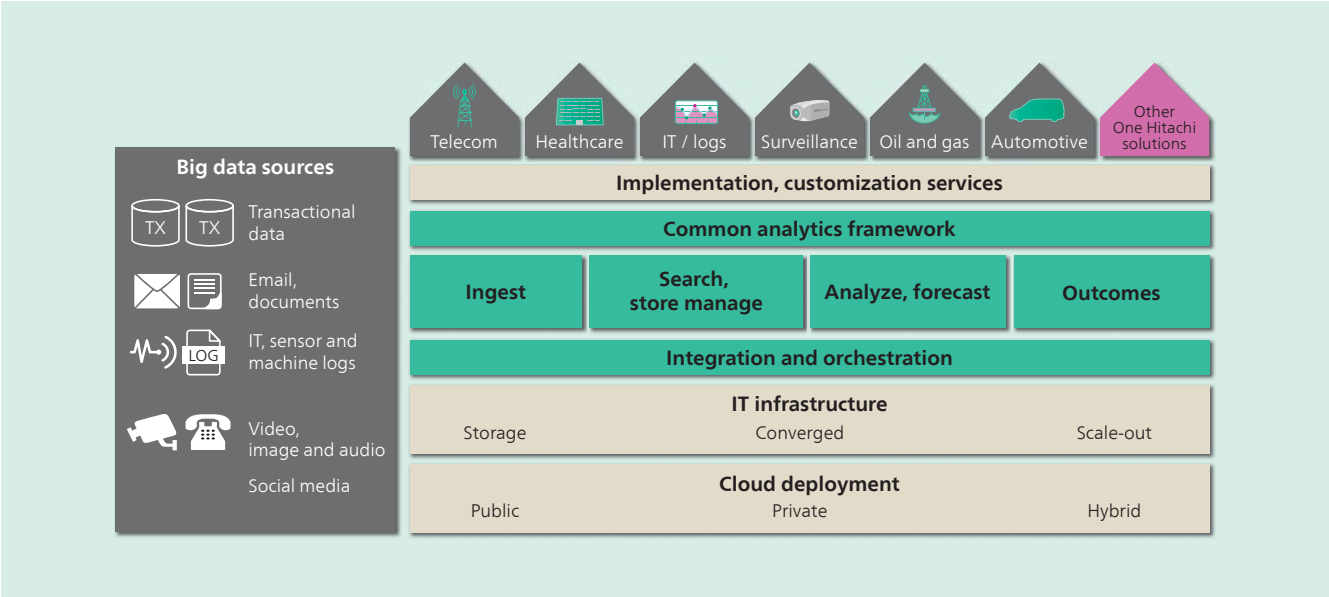 Telecom
Healthcare
IT / logs
Surveillance
Oil and gas
Automotive
Other
One Hitachi
solutions
Big data sources
TX
TX
Transactional
data
Email,
documents
LOG
IT, sensor and
machine logs
Video,
image and audio
Social media
Implementation, customization services
Common analytics framework
Ingest
Search,
store manage
Analyze, forecast
Outcomes
Integration and orchestration
IT infrastructure
Storage
Converged
Scale-out
Cloud deployment
Public
Private
Hybrid